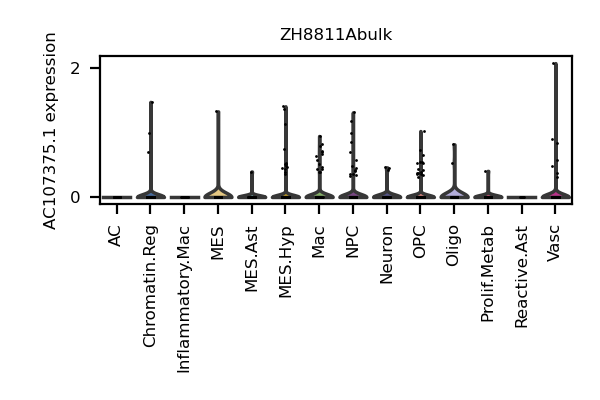 ZH8811Abulk
AC107375.1 expression
2
0
AC
Chromatin.Reg
Inflammatory.Mac
MES
MES.Ast
MES.Hyp
Mac
NPC
Neuron
OPC
Oligo
Prolif.Metab
Reactive.Ast
Vasc